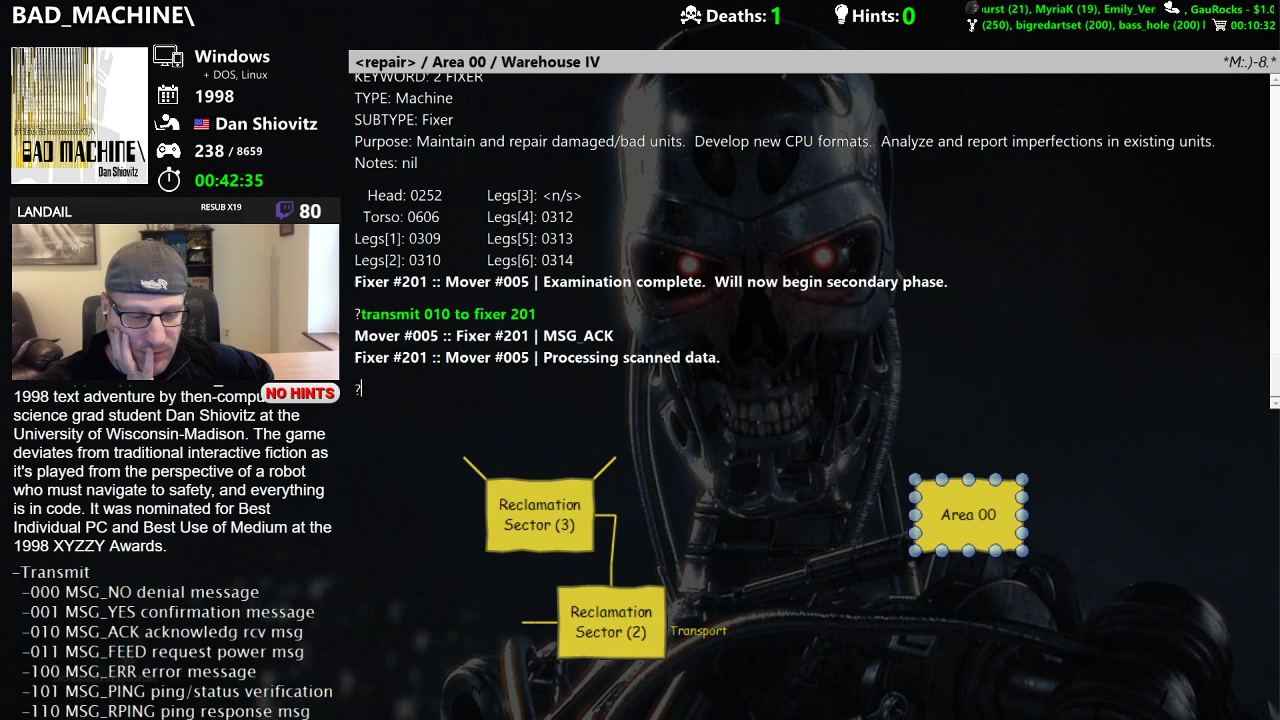 BAD_MACHINE\
Deaths: 1
Hints: 0
(21), MyriaK (19), Emily_Ver
, GauRocks - $1.0
(250), bigredartset (200), bass_hole (200)
00:10:32
Windows
+ DOS, Linux
1998
Dan Shiovitz
238 / 8659
00:42:35
BAD MACHINE\
Dan Shiovitz
LANDAIL
RESUB X19
80
NO HINTS
1998 text adventure by
science grad student Dan Shiovitz at the
University of Wisconsin-Madison. The game
deviates from traditional interactive fiction as
it's played from the perspective of a robot
who must navigate to safety, and everything
is in code. It was nominated for Best
Individual PC and Best Use of Medium at the
1998 XYZZY Awards.
-Transmit
-000 MSG_NO denial message
-001 MSG_YES confirmation message
-010 MSG_ACK acknowledg rcv msg
-011 MSG_FEED request power msg
-100 MSG_ERR error message
-101 MSG_PING ping/status verification
-110 MSG_RPING ping response msg
<repair> / Area 00 / Warehouse IV
*M:.)-8.*
KEYWORD: 2 FIXER
TYPE: Machine
SUBTYPE: Fixer
Purpose: Maintain and repair damaged/bad units. Develop new CPU formats. Analyze and report imperfections in existing units.
Notes: nil
Head: 0252 Legs[3]: <n/s>
Torso: 0606 Legs[4]: 0312
Legs[1]: 0309 Legs[5]: 0313
Legs[2]: 0310 Legs[6]: 0314
Fixer #201 :: Mover #005 | Examination complete. Will now begin secondary phase.
?transmit 010 to fixer 201
Mover #005 :: Fixer #201 | MSG_ACK
Fixer #201 :: Mover #005 | Processing scanned data.
?
Reclamation
Sector (3)
Area 00
Reclamation
Sector (2)
Transport